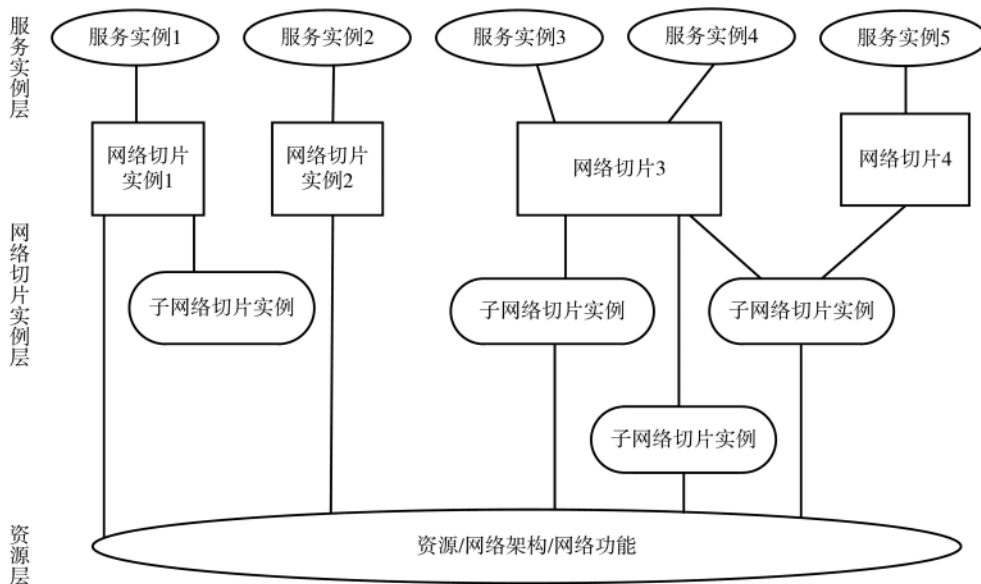 服务实例层
服务实例1
服务实例2
服务实例3
服务实例4
服务实例5
网络切片
实例1
网络切片
实例2
网络切片3
网络切片4
网络切片实例层
子网络切片实例
子网络切片实例
子网络切片实例
子网络切片实例
资源层
资源/网络架构/网络功能